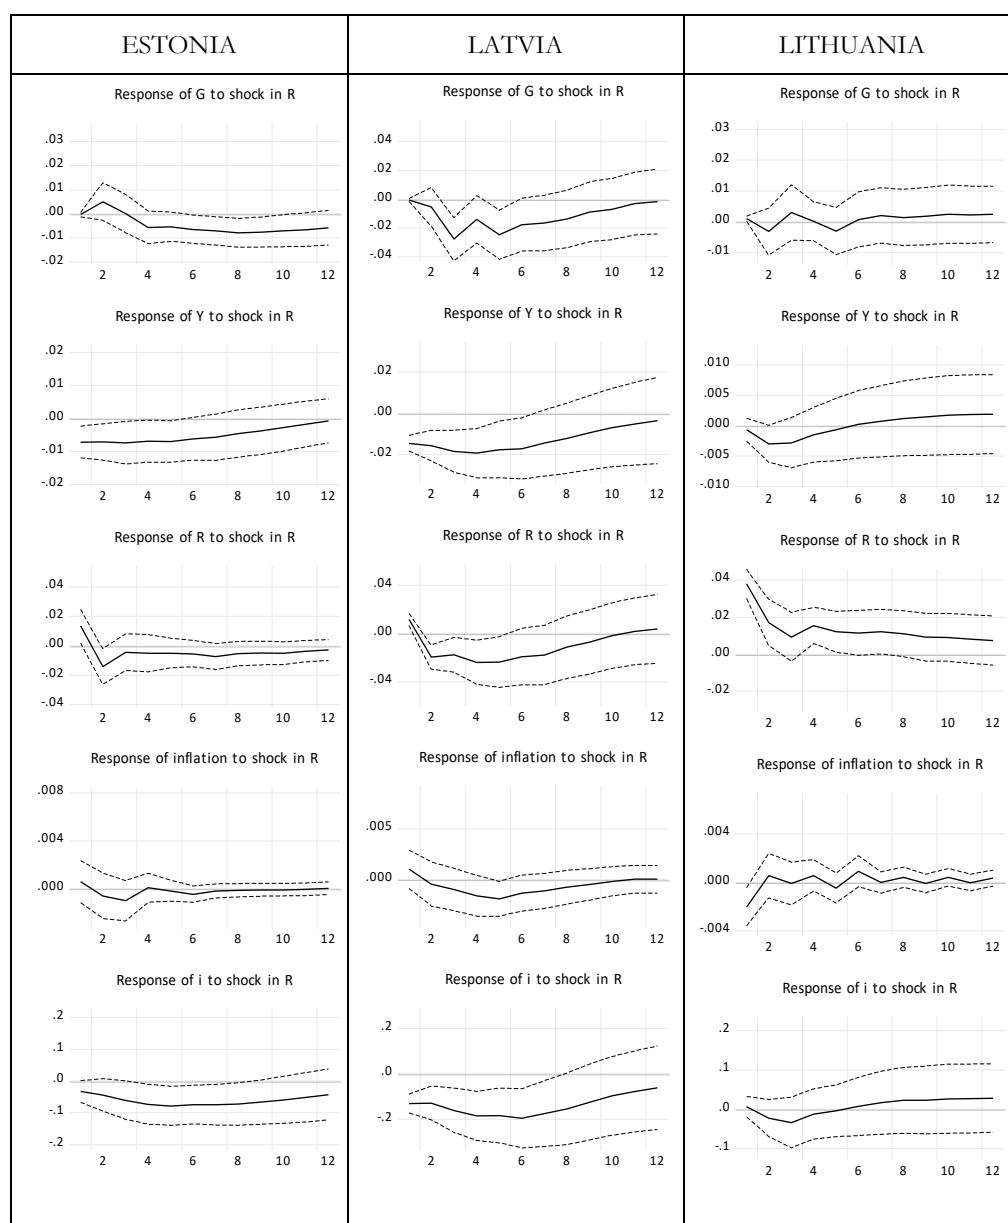 ESTONIA
LATVIA
LITHUANIA
Response of G to shock in R
.03
.02
.01
.00
-.01
-.02
2 4 6 8 10 12
Response of G to shock in R
.04
.02
.00
-.02
-.04
2 4 6 8 10 12
Response of G to shock in R
.03
.02
.01
.00
-.01
2 4 6 8 10 12
Response of Y to shock in R
.02
.01
.00
-.01
-.02
2 4 6 8 10 12
Response of Y to shock in R
.02
.00
-.02
2 4 6 8 10 12
Response of Y to shock in R
.010
.005
.000
-.005
-.010
2 4 6 8 10 12
Response of R to shock in R
.04
.02
.00
-.02
-.04
2 4 6 8 10 12
Response of R to shock in R
.04
.00
-.04
2 4 6 8 10 12
Response of R to shock in R
.04
.02
.00
-.02
2 4 6 8 10 12
Response of inflation to shock in R
.008
.004
.000
2 4 6 8 10 12
Response of inflation to shock in R
.005
.000
2 4 6 8 10 12
Response of inflation to shock in R
.004
.000
-.004
2 4 6 8 10 12
Response of i to shock in R
.2
.1
.0
-.1
-.2
2 4 6 8 10 12
Response of i to shock in R
.2
.0
-.2
2 4 6 8 10 12
Response of i to shock in R
.2
.1
.0
-.1
2 4 6 8 10 12